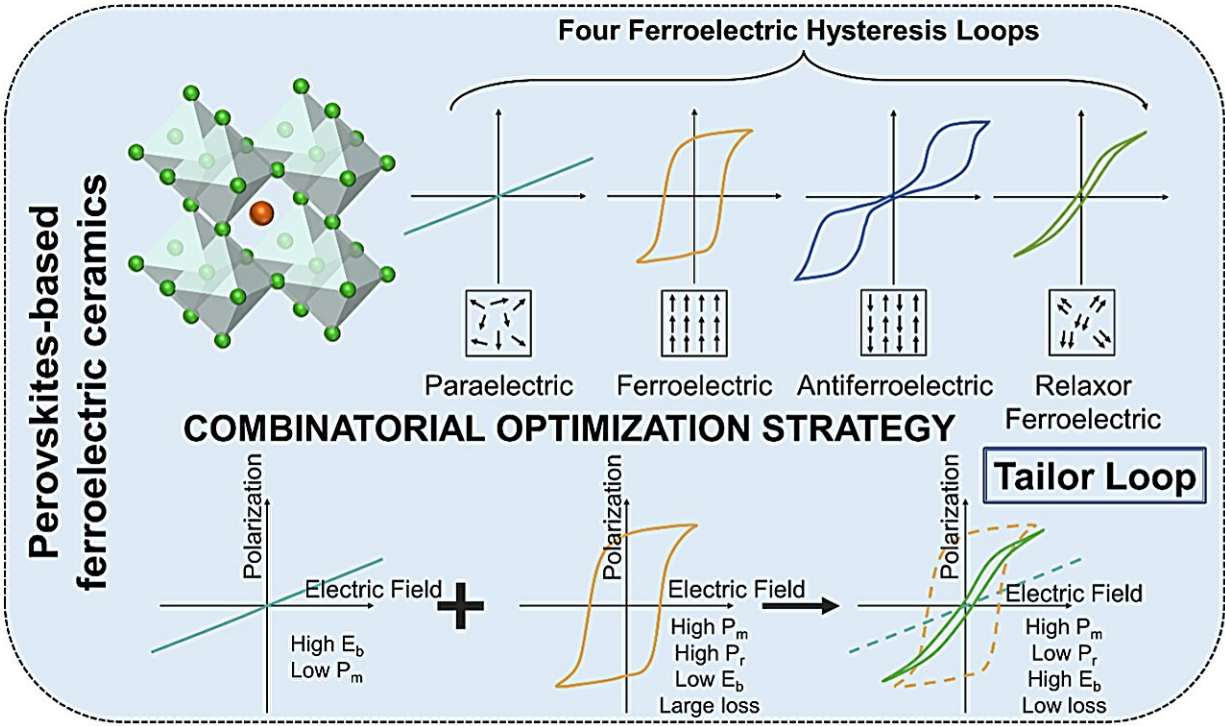 Four Ferroelectric Hysteresis Loops
Perovskites-based
ferroelectric ceramics
Paraelectric
Ferroelectric
Antiferroelectric
Relaxor
Ferroelectric
COMBINATORIAL OPTIMIZATION STRATEGY
Tailor Loop
Polarization
Electric Field
High E_b
Low P_m
+
Polarization
Electric Field
High P_m
High P_r
Low E_b
Large loss
Polarization
Electric Field
High P_m
Low P_r
High E_b
Low loss